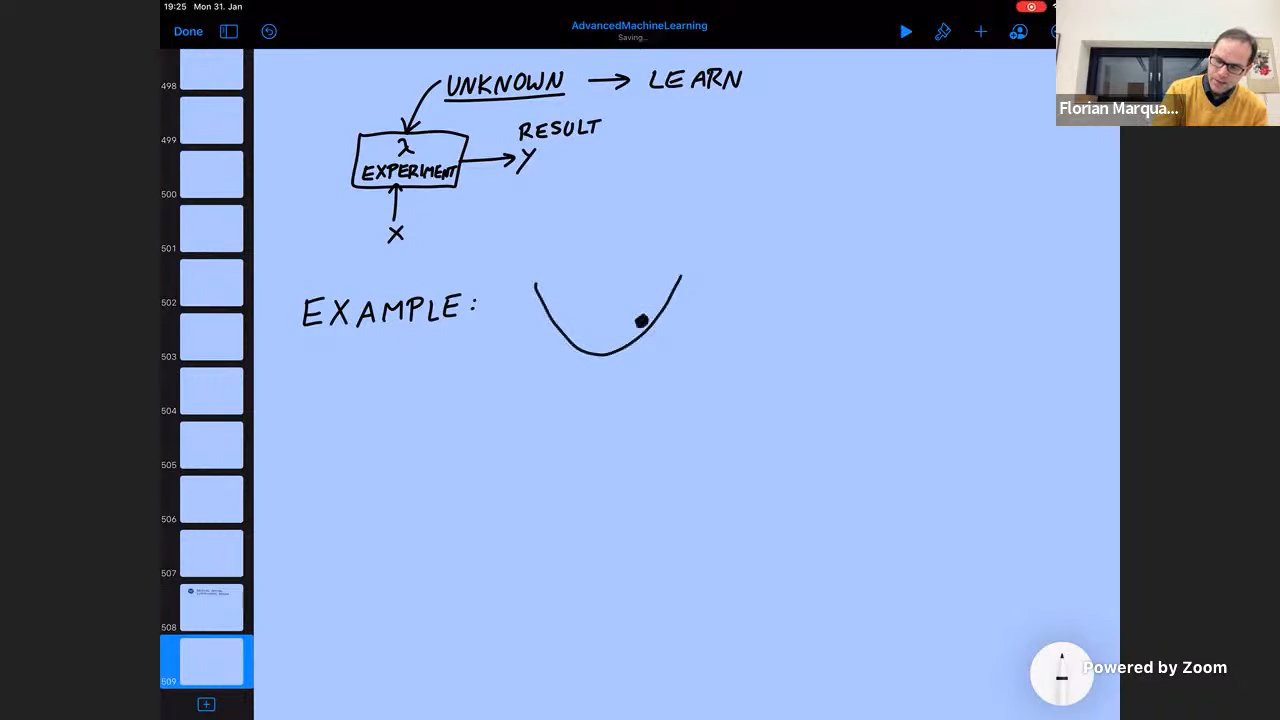 19:25 Mon 31. Jan
Done
AdvancedMachineLearning
Saving...
Florian Marqua...
UNKNOWN → LEARN
RESULT
λ
EXPERIMENT → Y
X
EXAMPLE:
498
499
500
501
502
503
504
505
506
507
508
509
Powered by Zoom